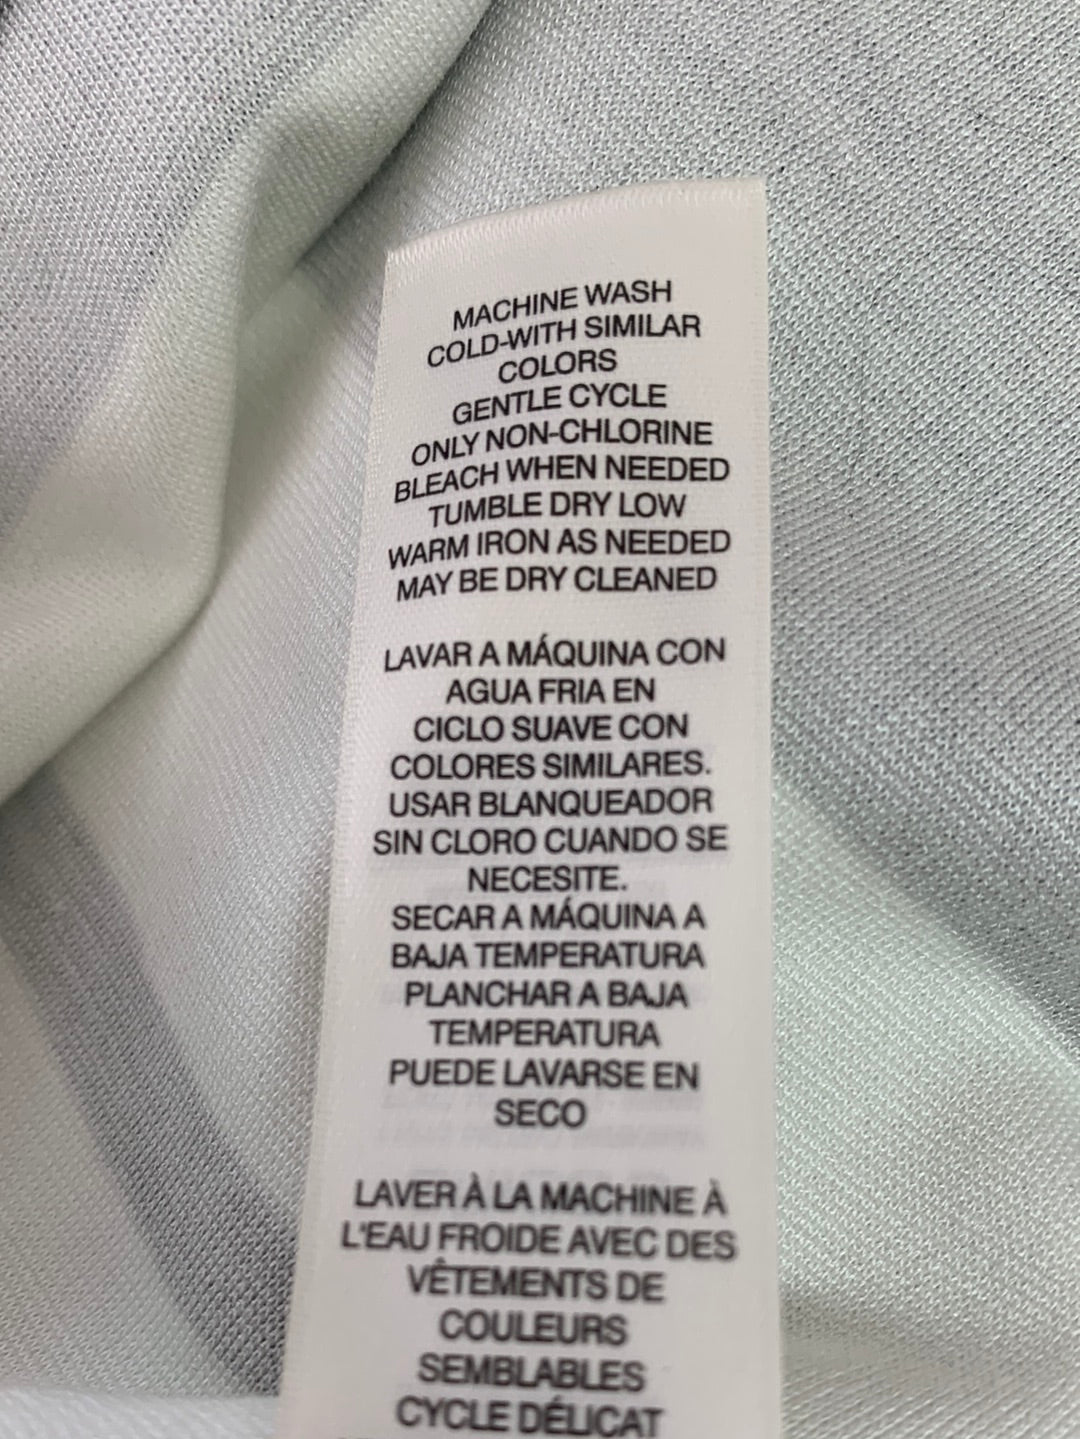 MACHINE WASH
COLD-WITH SIMILAR
COLORS
GENTLE CYCLE
ONLY NON-CHLORINE
BLEACH WHEN NEEDED
TUMBLE DRY LOW
WARM IRON AS NEEDED
MAY BE DRY CLEANED
LAVAR A MÁQUINA CON
AGUA FRIA EN
CICLO SUAVE CON
COLORES SIMILARES.
USAR BLANQUEADOR
SIN CLORO CUANDO SE
NECESITE.
SECAR A MÁQUINA A
BAJA TEMPERATURA
PLANCHAR A BAJA
TEMPERATURA
PUEDE LAVARSE EN
SECO
LAVER À LA MACHINE À
L'EAU FROIDE AVEC DES
VÊTEMENTS DE
COULEURS
SEMBLABLES
CYCLE DÉLICAT